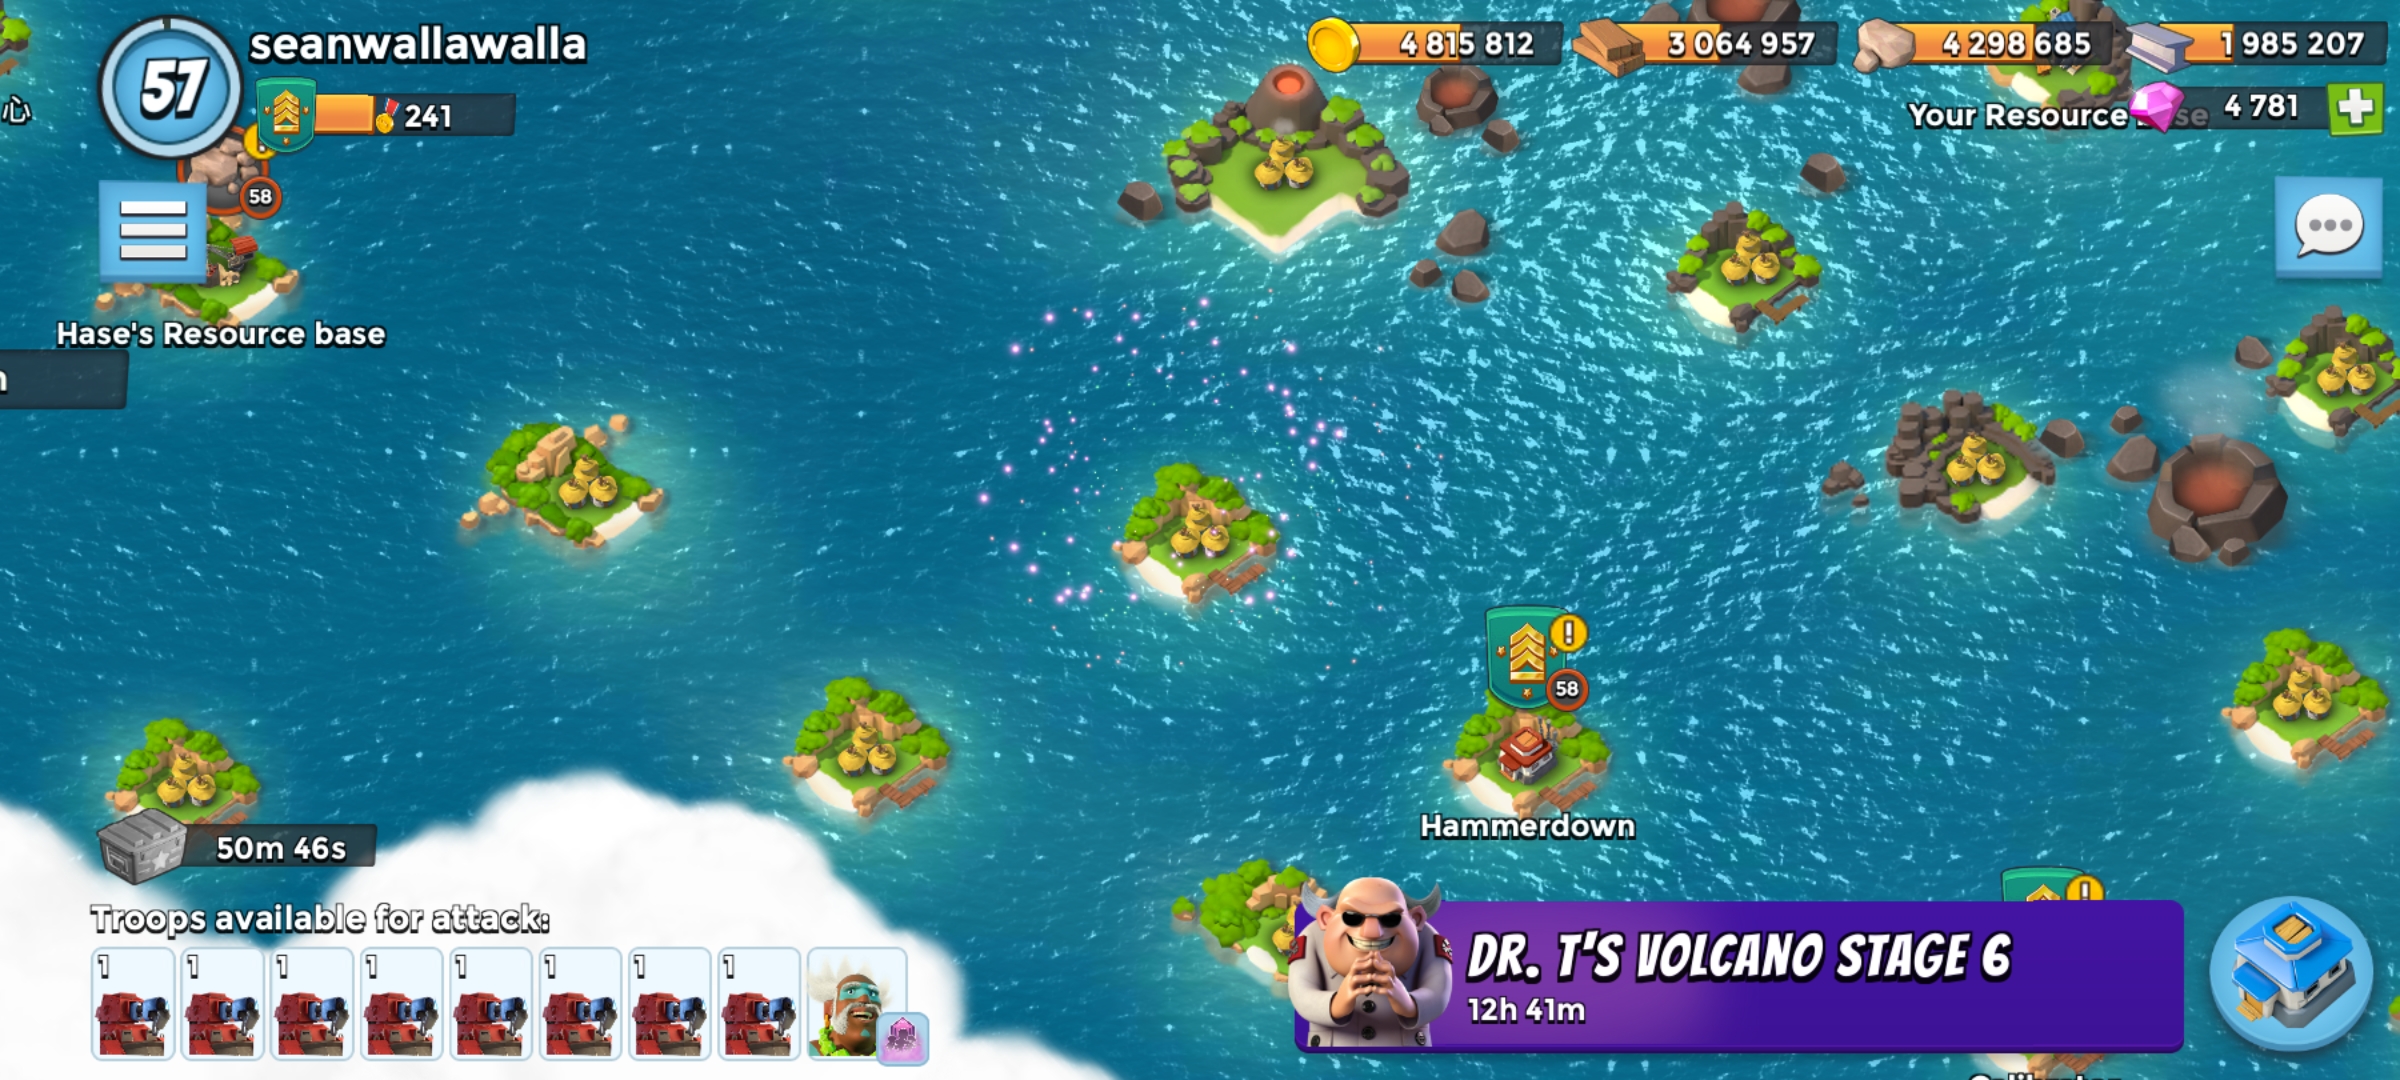 57
seanwallawalla
241
4 815 812
3 064 957
4 298 685
1 985 207
心
Your Resource
4 781
58
Hase's Resource base
!
58
Hammerdown
50m 46s
!
Troops available for attack:
1 1 1 1 1 1 1 1
DR. T'S VOLCANO STAGE 6
12h 41m